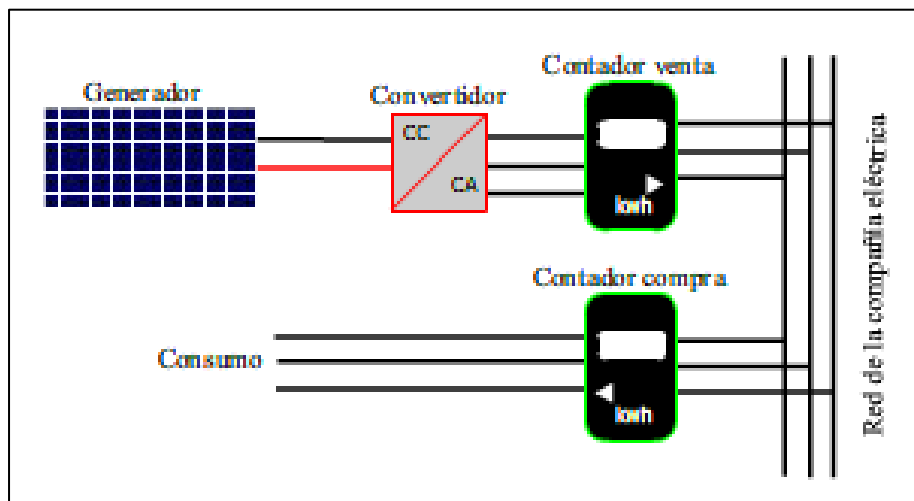 Contador venta
Generador
Convertidor
CC
CA
kwh
Contador compra
Consumo
kwh
Red de la compañía eléctrica